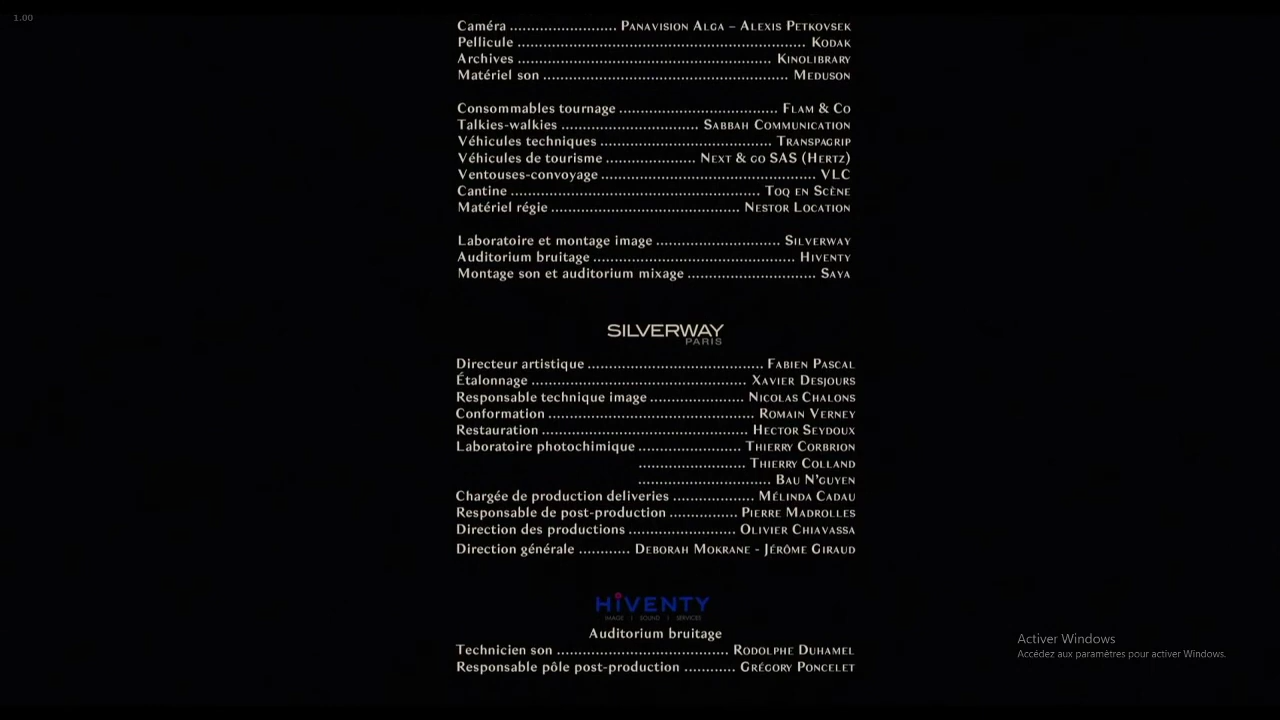 1.00
Caméra ........................ Panavision Alga – Alexis Petkovsek
Pellicule ................................................................. Kodak
Archives ........................................................ Kinolibrary
Matériel son ........................................................ Meduson
Consommables tournage .................................... Flam & Co
Talkies-walkies ............................... Sabbah Communication
Véhicules techniques ....................................... Transpagrip
Véhicules de tourisme .................... Next & go SAS (Hertz)
Ventouses-convoyage ................................................ VLC
Cantine ......................................................... Toq en Scène
Matériel régie ........................................... Nestor Location
Laboratoire et montage image ............................ Silverway
Auditorium bruitage .............................................. Hiventy
Montage son et auditorium mixage ............................. Saya
SILVERWAY
PARIS
Directeur artistique ........................................ Fabien Pascal
Étalonnage ................................................ Xavier Desjours
Responsable technique image ..................... Nicolas Chalons
Conformation .............................................. Romain Verney
Restauration .............................................. Hector Seydoux
Laboratoire photochimique ....................... Thierry Corbrion
........................ Thierry Colland
.............................. Bau N'guyen
Chargée de production deliveries .................. Mélinda Cadau
Responsable de post-production ............... Pierre Madrolles
Direction des productions ........................ Olivier Chiavassa
Direction générale ............ Deborah Mokrane - Jérôme Giraud
HIVENTY
IMAGE | SOUND | SERVICES
Auditorium bruitage
Technicien son ....................................... Rodolphe Duhamel
Responsable pôle post-production ............ Grégory Poncelet
Activer Windows
Accédez aux paramètres pour activer Windows.